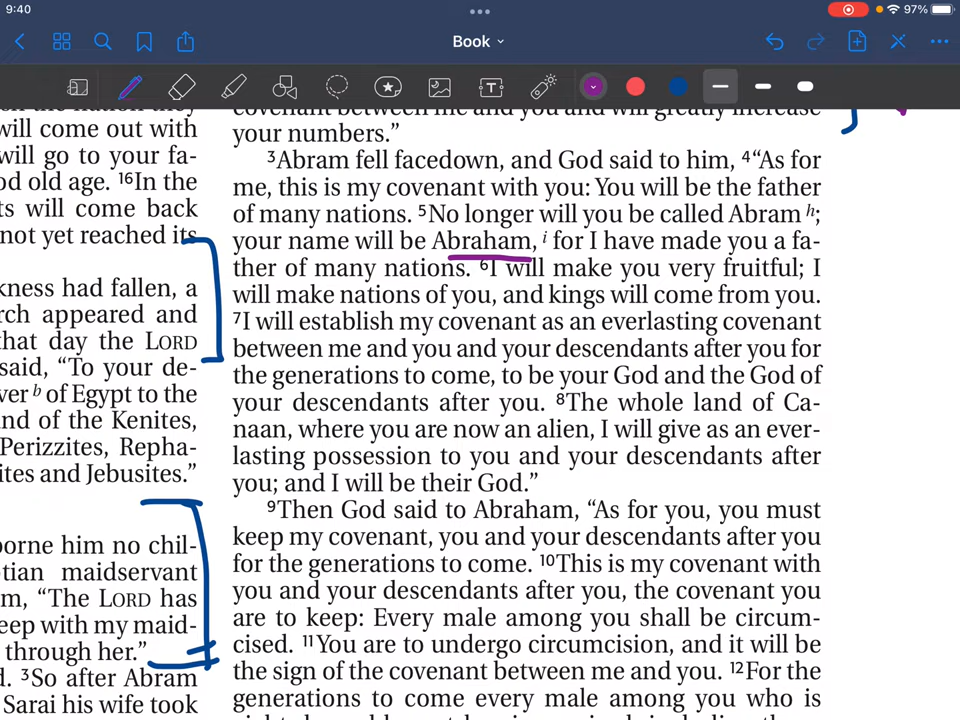 9:40
97%
Book
will come out with
will go to your fa-
od old age. 16In the
ts will come back
not yet reached its
kness had fallen, a
rch appeared and
that day the LORD
said, “To your de-
ver b of Egypt to the
nd of the Kenites,
Perizzites, Repha-
ites and Jebusites.”
borne him no chil-
tian maidservant
m, “The LORD has
eep with my maid-
through her.”
d. 3So after Abram
Sarai his wife took
covenant between me and you and will greatly increase
your numbers.”
3Abram fell facedown, and God said to him, 4“As for
me, this is my covenant with you: You will be the father
of many nations. 5No longer will you be called Abram h;
your name will be Abraham, i for I have made you a fa-
ther of many nations. 6I will make you very fruitful; I
will make nations of you, and kings will come from you.
7I will establish my covenant as an everlasting covenant
between me and you and your descendants after you for
the generations to come, to be your God and the God of
your descendants after you. 8The whole land of Ca-
naan, where you are now an alien, I will give as an ever-
lasting possession to you and your descendants after
you; and I will be their God.”
9Then God said to Abraham, “As for you, you must
keep my covenant, you and your descendants after you
for the generations to come. 10This is my covenant with
you and your descendants after you, the covenant you
are to keep: Every male among you shall be circum-
cised. 11You are to undergo circumcision, and it will be
the sign of the covenant between me and you. 12For the
generations to come every male among you who is